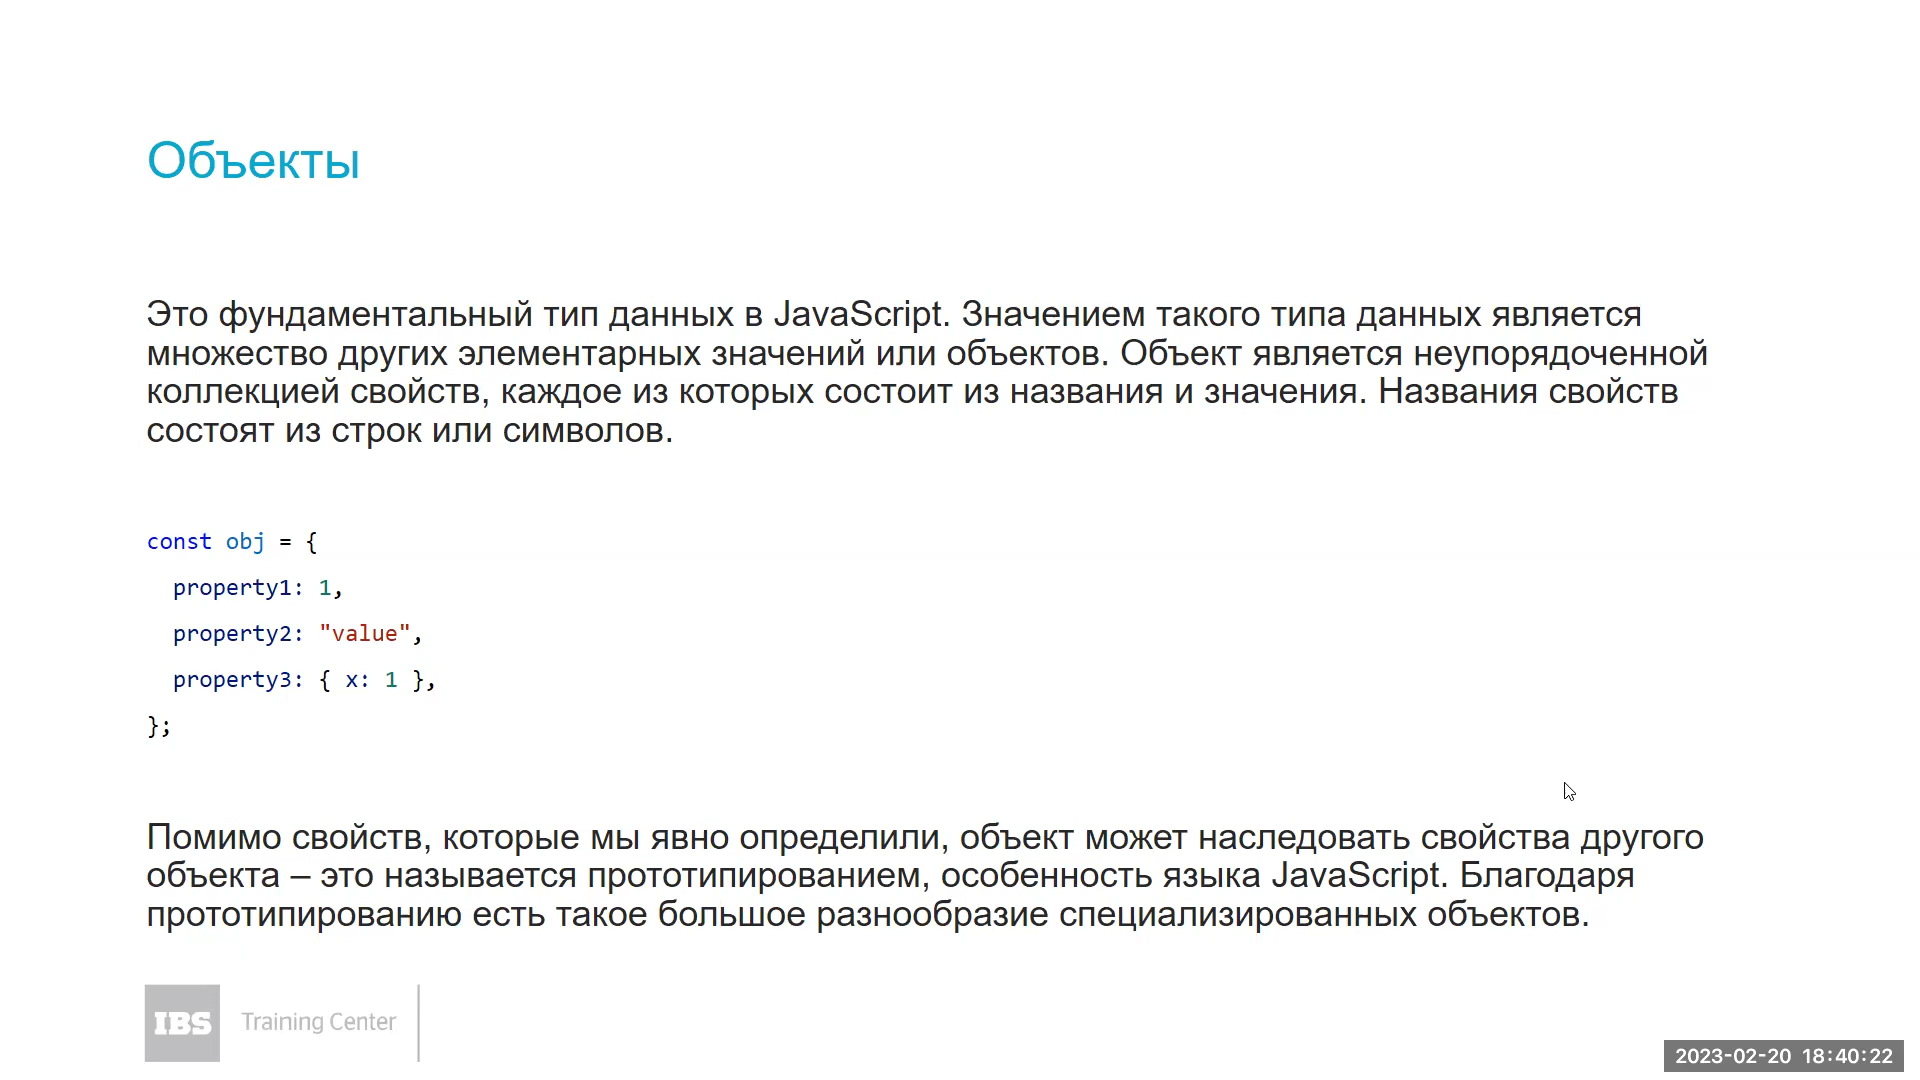 Объекты
Это фундаментальный тип данных в JavaScript. Значением такого типа данных является
множество других элементарных значений или объектов. Объект является неупорядоченной
коллекцией свойств, каждое из которых состоит из названия и значения. Названия свойств
состоят из строк или символов.
const obj = {
  property1: 1,
  property2: "value",
  property3: { x: 1 },
};
Помимо свойств, которые мы явно определили, объект может наследовать свойства другого
объекта – это называется прототипированием, особенность языка JavaScript. Благодаря
прототипированию есть такое большое разнообразие специализированных объектов.
IBS Training Center
2023-02-20 18:40:22